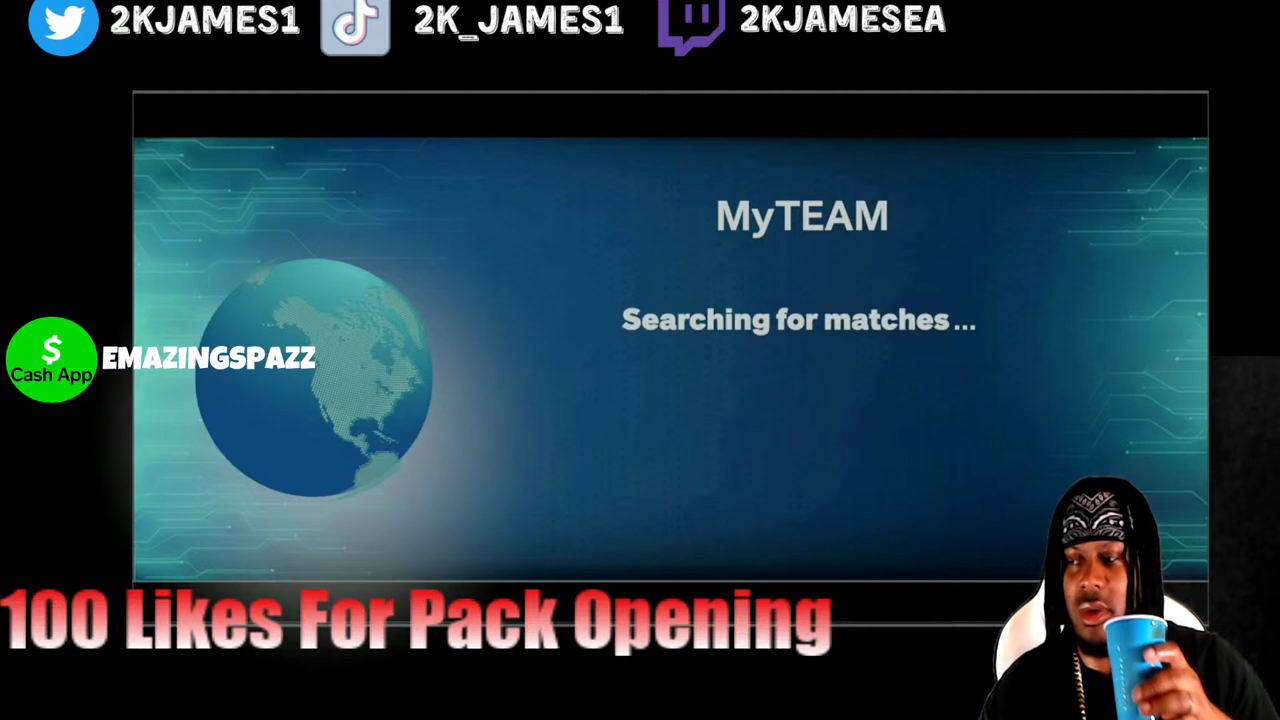 2KJAMES1 2K_JAMES1 2KJAMESEA
MyTEAM
Searching for matches...
$
Cash App EMAZINGSPAZZ
100 Likes For Pack Opening